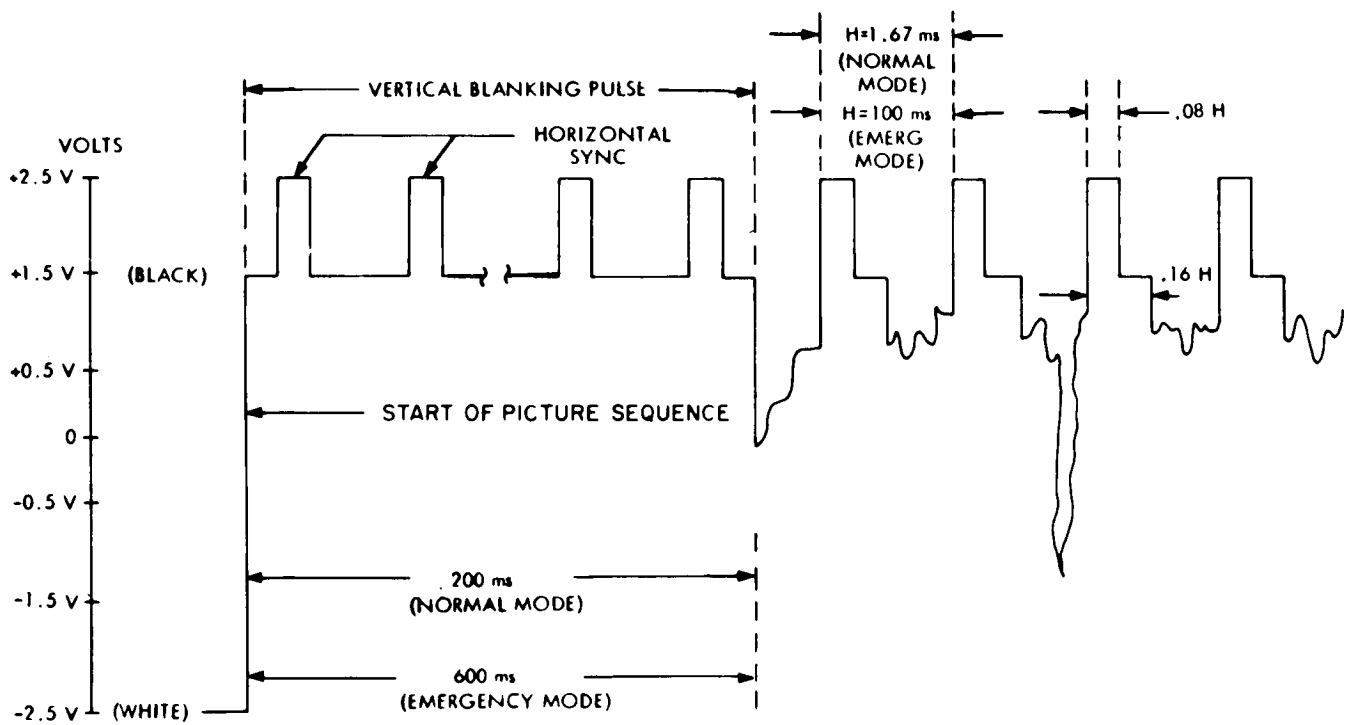 H=1.67 ms
(NORMAL
MODE)
VERTICAL BLANKING PULSE
H=100 ms
(EMERG
MODE)
.08 H
HORIZONTAL
SYNC
VOLTS
+2.5 V
+1.5 V
(BLACK)
.16 H
+0.5 V
START OF PICTURE SEQUENCE
0
-0.5 V
200 ms
(NORMAL MODE)
-1.5 V
600 ms
(EMERGENCY MODE)
-2.5 V
(WHITE)